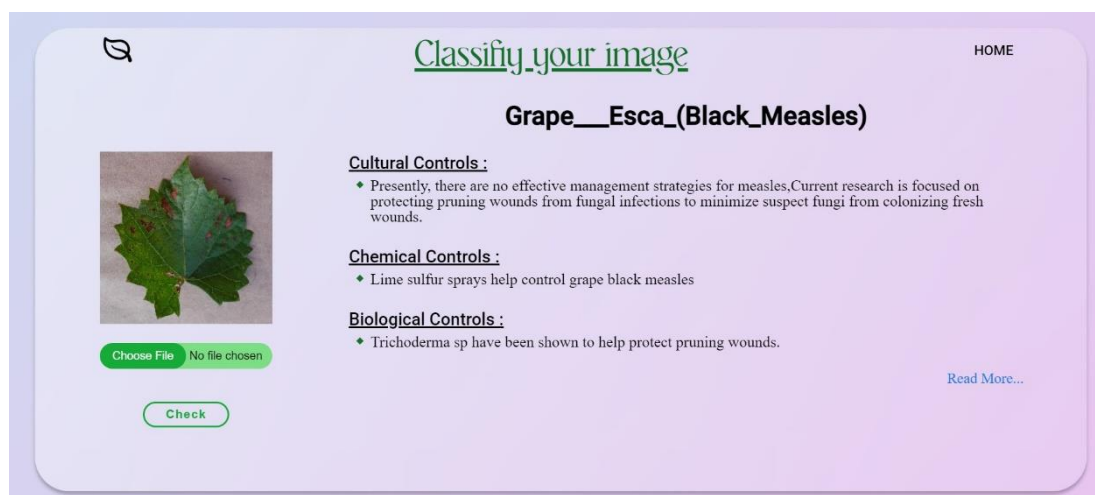 Classifiy your image
HOME
Grape___Esca_(Black_Measles)
Cultural Controls :
Presently, there are no effective management strategies for measles,Current research is focused on
protecting pruning wounds from fungal infections to minimize suspect fungi from colonizing fresh
wounds.
Chemical Controls :
Lime sulfur sprays help control grape black measles
Biological Controls :
Trichoderma sp have been shown to help protect pruning wounds.
Read More...
Choose File No file chosen
Check